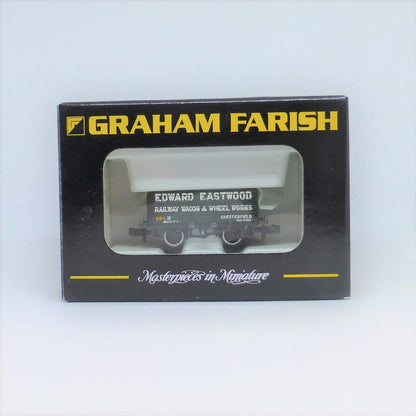 GRAHAM FARISH
EDWARD EASTWOOD
RAILWAY WAGON & WHEEL WORKS
CHESTERFIELD
Masterpieces in Miniature